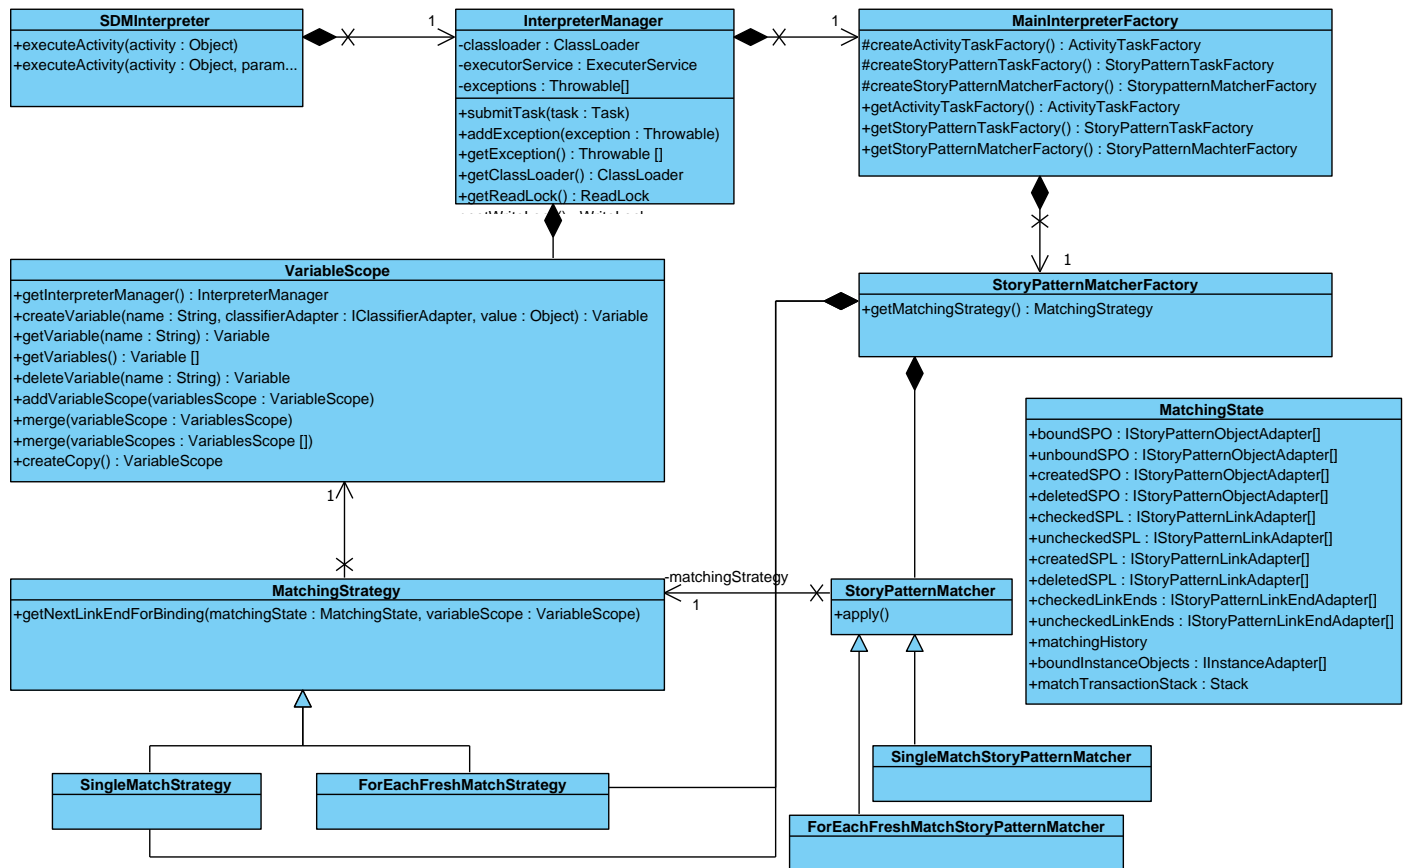 SDMInterpreter
+executeActivity(activity : Object)
+executeActivity(activity : Object, param...
1
InterpreterManager
-classloader : ClassLoader
-executorService : ExecuterService
-exceptions : Throwable[]
+submitTask(task : Task)
+addException(exception : Throwable)
+getException() : Throwable []
+getClassLoader() : ClassLoader
+getReadLock() : ReadLock
1
MainInterpreterFactory
#createActivityTaskFactory() : ActivityTaskFactory
#createStoryPatternTaskFactory() : StoryPatternTaskFactory
#createStoryPatternMatcherFactory() : StorypatternMatcherFactory
+getActivityTaskFactory() : ActivityTaskFactory
+getStoryPatternTaskFactory() : StoryPatternTaskFactory
+getStoryPatternMatcherFactory() : StoryPatternMachterFactory
1
VariableScope
+getInterpreterManager() : InterpreterManager
+createVariable(name : String, classifierAdapter : IClassifierAdapter, value : Object) : Variable
+getVariable(name : String) : Variable
+getVariables() : Variable []
+deleteVariable(name : String) : Variable
+addVariableScope(variablesScope : VariableScope)
+merge(variableScope : VariablesScope)
+merge(variableScopes : VariablesScope [])
+createCopy() : VariableScope
1
StoryPatternMatcherFactory
+getMatchingStrategy() : MatchingStrategy
MatchingState
+boundSPO : IStoryPatternObjectAdapter[]
+unboundSPO : IStoryPatternObjectAdapter[]
+createdSPO : IStoryPatternObjectAdapter[]
+deletedSPO : IStoryPatternObjectAdapter[]
+checkedSPL : IStoryPatternLinkAdapter[]
+uncheckedSPL : IStoryPatternLinkAdapter[]
+createdSPL : IStoryPatternLinkAdapter[]
+deletedSPL : IStoryPatternLinkAdapter[]
+checkedLinkEnds : IStoryPatternLinkEndAdapter[]
+uncheckedLinkEnds : IStoryPatternLinkEndAdapter[]
+matchingHistory
+boundInstanceObjects : IInstanceAdapter[]
+matchTransactionStack : Stack
MatchingStrategy
+getNextLinkEndForBinding(matchingState : MatchingState, variableScope : VariableScope)
-matchingStrategy
1
StoryPatternMatcher
+apply()
SingleMatchStrategy
ForEachFreshMatchStrategy
SingleMatchStoryPatternMatcher
ForEachFreshMatchStoryPatternMatcher